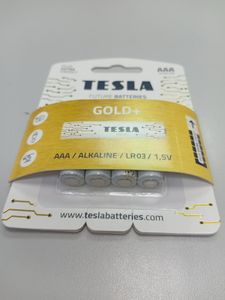 TESLA
AAA
FUTURE BATTERIES
GOLD+
TESLA
AAA / ALKALINE / LR03 / 1,5V
www.teslabatteries.com